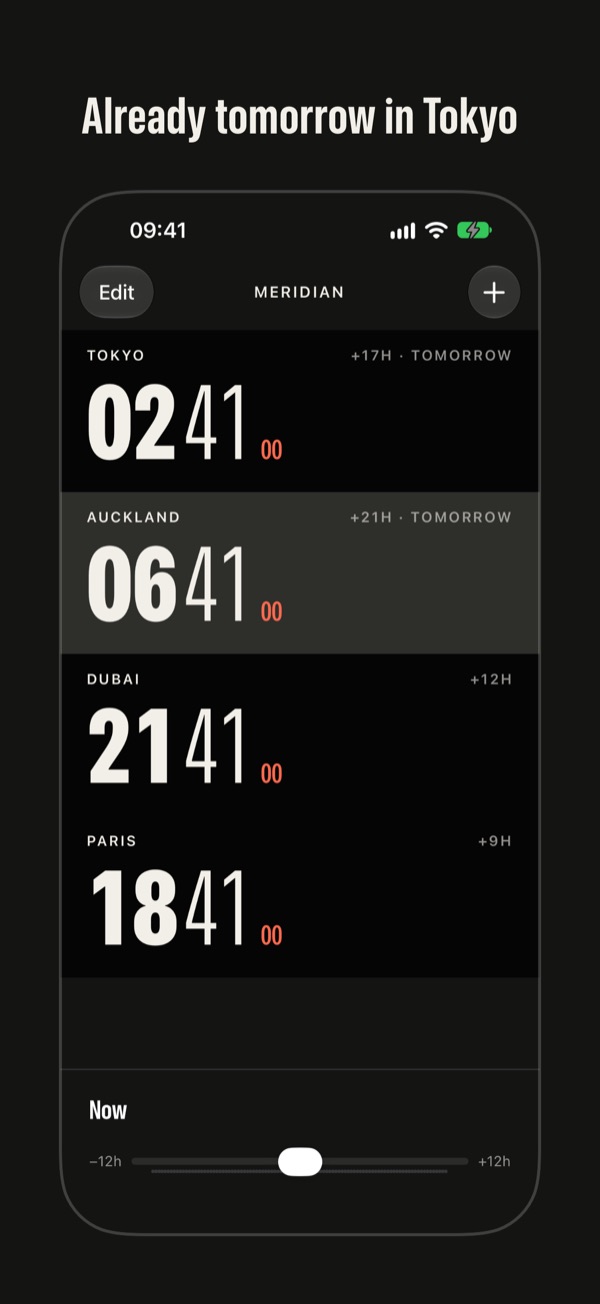 Already tomorrow in Tokyo
09:41
Edit MERIDIAN +
TOKYO +17H · TOMORROW
02 41 00
AUCKLAND +21H · TOMORROW
06 41 00
DUBAI +12H
21 41 00
PARIS +9H
18 41 00
Now
−12h +12h